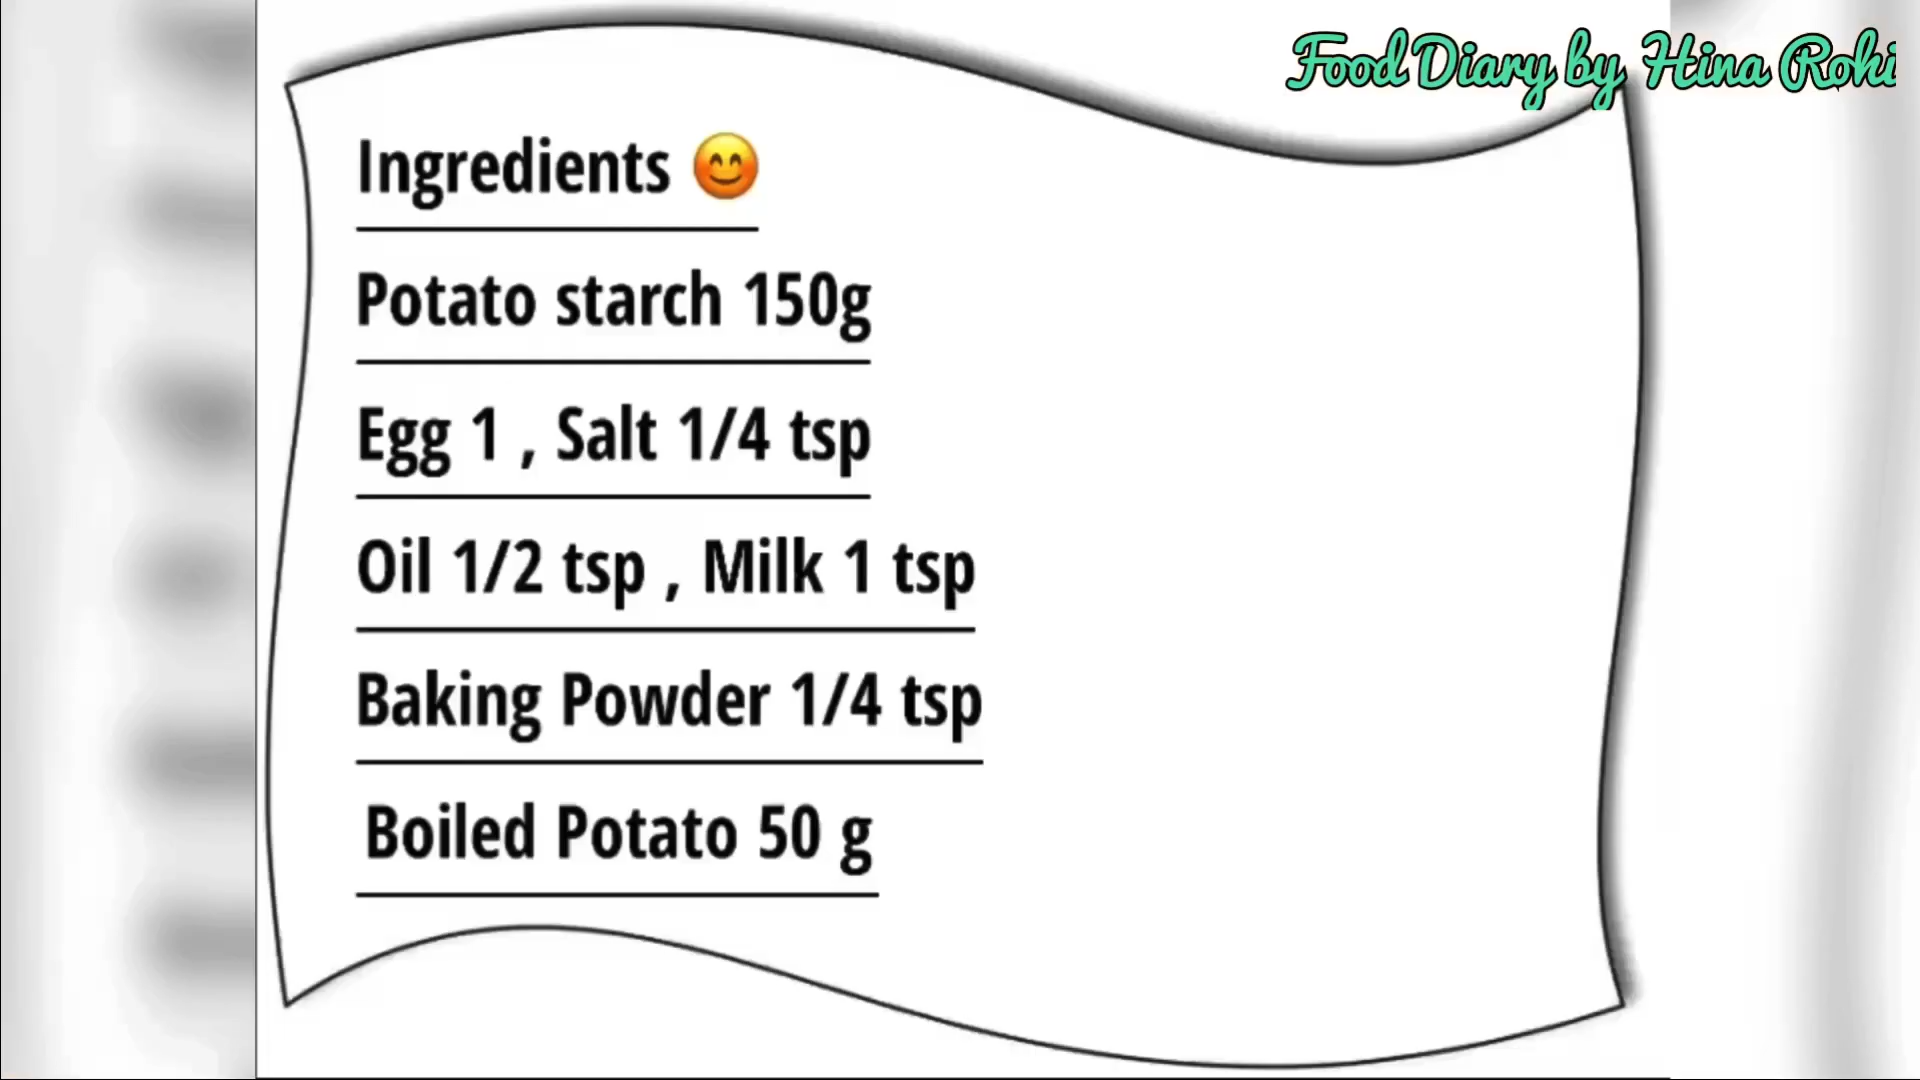 Food Diary by Hina Rohi
Ingredients 😊
Potato starch 150g
Egg 1 , Salt 1/4 tsp
Oil 1/2 tsp , Milk 1 tsp
Baking Powder 1/4 tsp
Boiled Potato 50 g